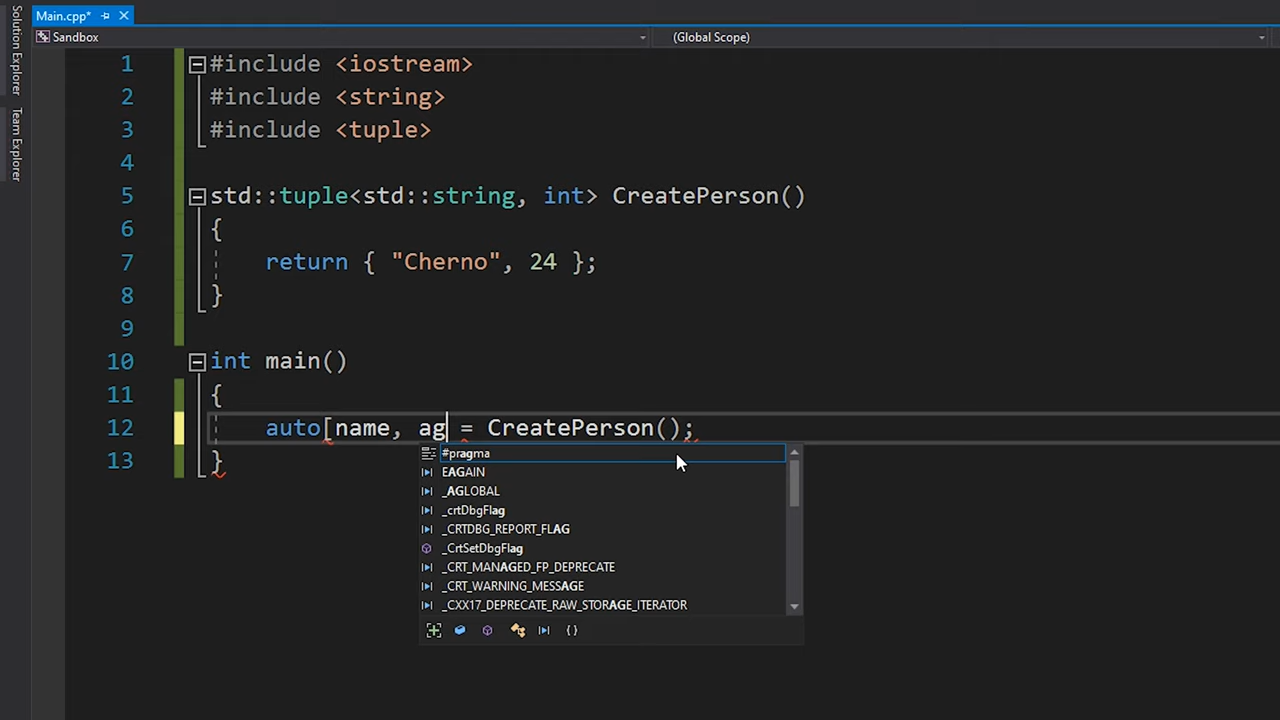 Main.cpp*
Solution Explorer
Team Explorer
Sandbox
(Global Scope)
1 #include <iostream>
2 #include <string>
3 #include <tuple>
4
5 std::tuple<std::string, int> CreatePerson()
6 {
7 return { "Cherno", 24 };
8 }
9
10 int main()
11 {
12 auto[name, ag = CreatePerson();
13 }
#pragma
EAGAIN
_AGLOBAL
_crtDbgFlag
_CRTDBG_REPORT_FLAG
_CrtSetDbgFlag
_CRT_MANAGED_FP_DEPRECATE
_CRT_WARNING_MESSAGE
_CXX17_DEPRECATE_RAW_STORAGE_ITERATOR